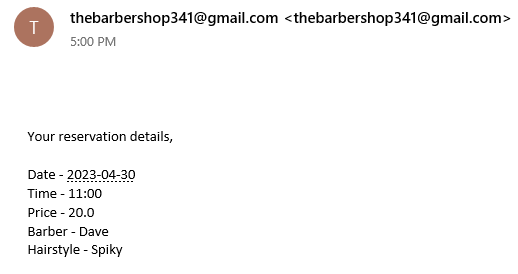 T
thebarbershop341@gmail.com <thebarbershop341@gmail.com>
5:00 PM
Your reservation details,
Date - 2023-04-30
Time - 11:00
Price - 20.0
Barber - Dave
Hairstyle - Spiky